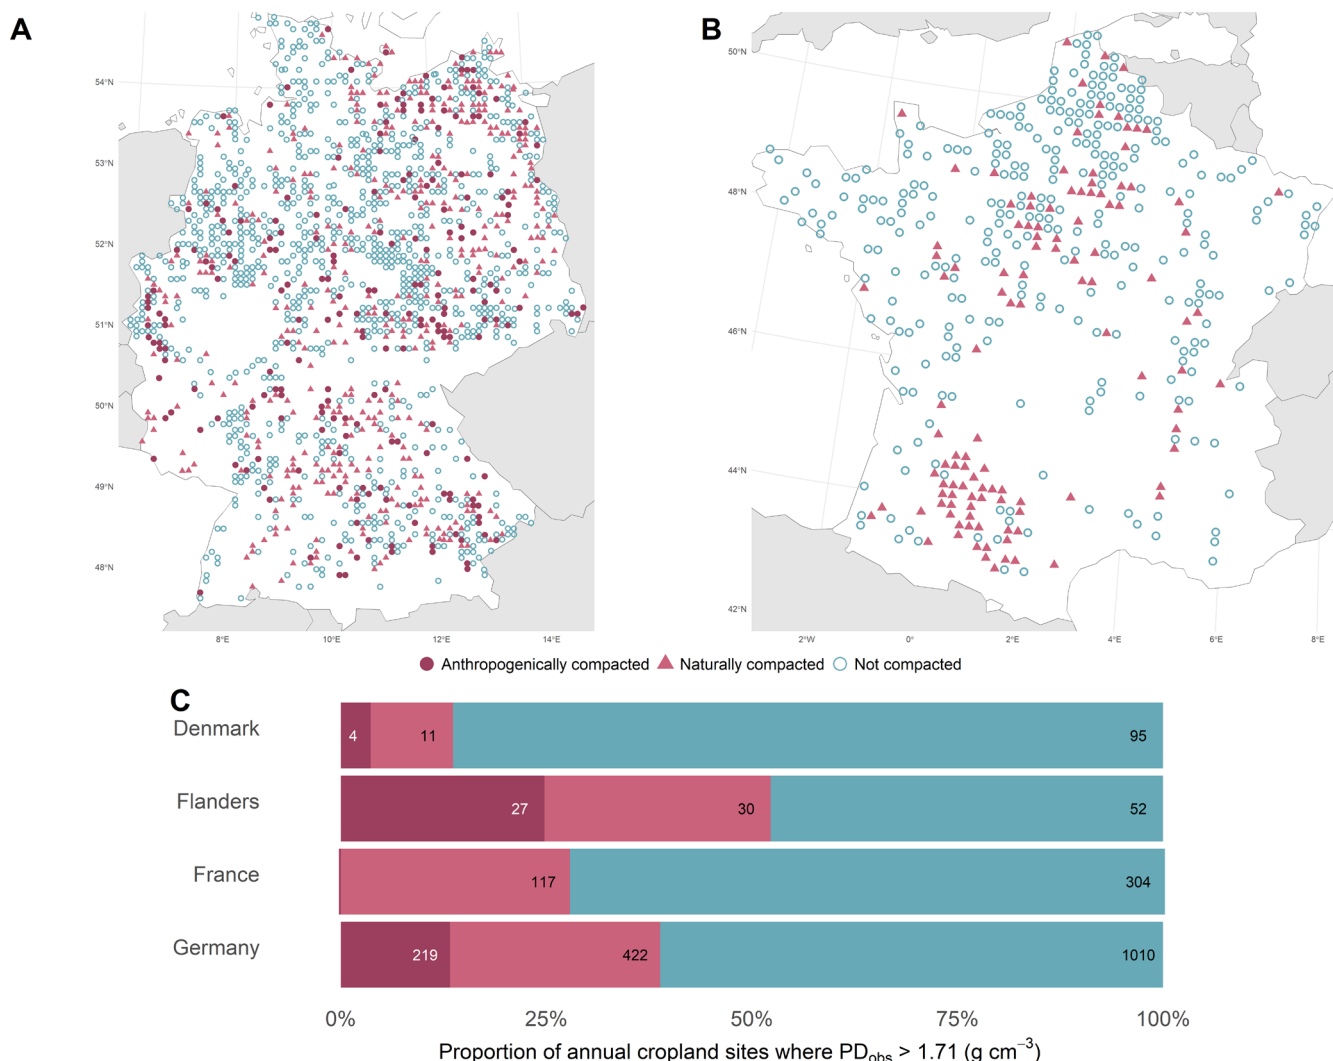 A
B
54°N
53°N
52°N
51°N
50°N
49°N
48°N
8°E
10°E
12°E
14°E
50°N
48°N
46°N
44°N
42°N
2°W
0°
2°E
4°E
6°E
8°E
Anthropogenically compacted Naturally compacted Not compacted
C
Denmark 4 11 95
Flanders 27 30 52
France 117 304
Germany 219 422 1010
0% 25% 50% 75% 100%
Proportion of annual cropland sites where PDobs > 1.71 (g cm⁻³)